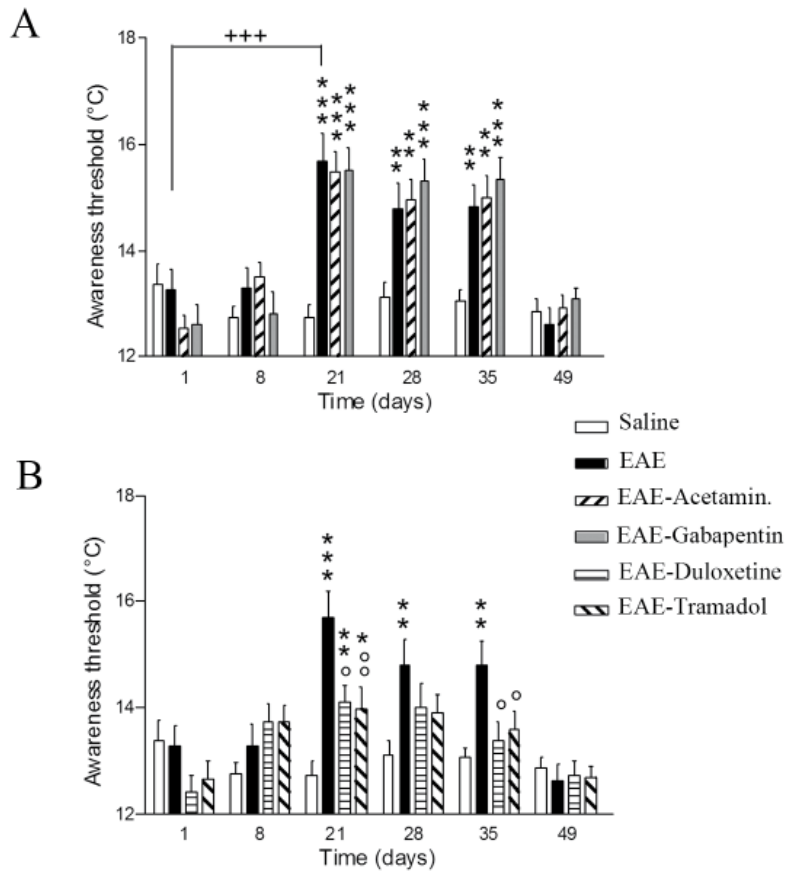 A
Awareness threshold (°C)
18
16
14
12
+++
***
***
***
**
**
***
**
**
***
1 8 21 28 35 49
Time (days)
Saline
EAE
EAE-Acetamin.
EAE-Gabapentin
EAE-Duloxetine
EAE-Tramadol
B
Awareness threshold (°C)
18
16
14
12
***
**
°
*
°°
**
**
°
°
1 8 21 28 35 49
Time (days)